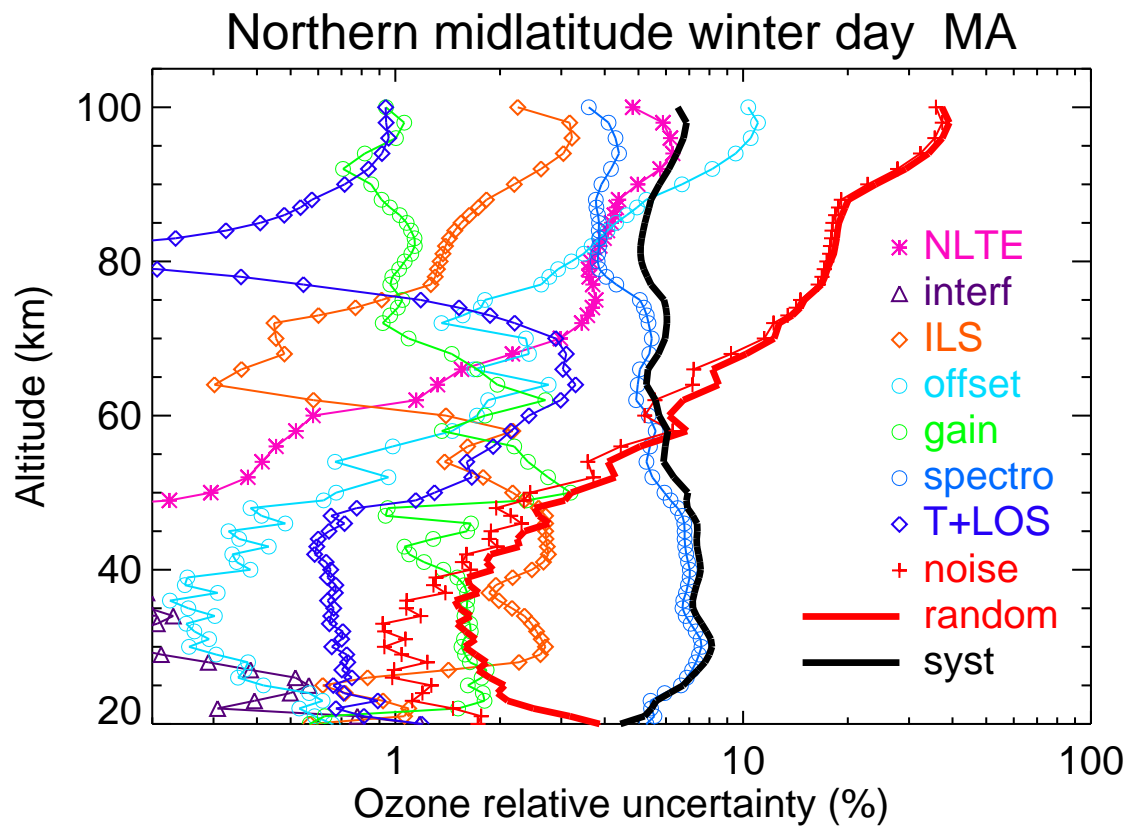 Northern midlatitude winter day MA
Altitude (km)
100
80
60
40
20
NLTE
interf
ILS
offset
gain
spectro
T+LOS
noise
random
syst
1
10
100
Ozone relative uncertainty (%)